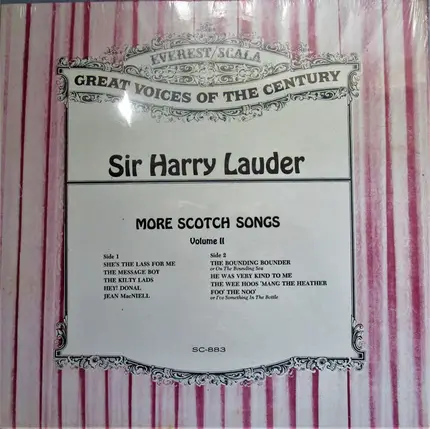 EVEREST/SCALA
GREAT VOICES OF THE CENTURY
Sir Harry Lauder
MORE SCOTCH SONGS
Volume II
Side 1
SHE'S THE LASS FOR ME
THE MESSAGE BOY
THE KILTY LADS
HEY! DONAL
JEAN MacNIELL
Side 2
THE BOUNDING BOUNDER
or On The Bounding Sea
HE WAS VERY KIND TO ME
THE WEE HOOS 'MANG THE HEATHER
FOO' THE NOO'
or I've Something In The Bottle
SC-883